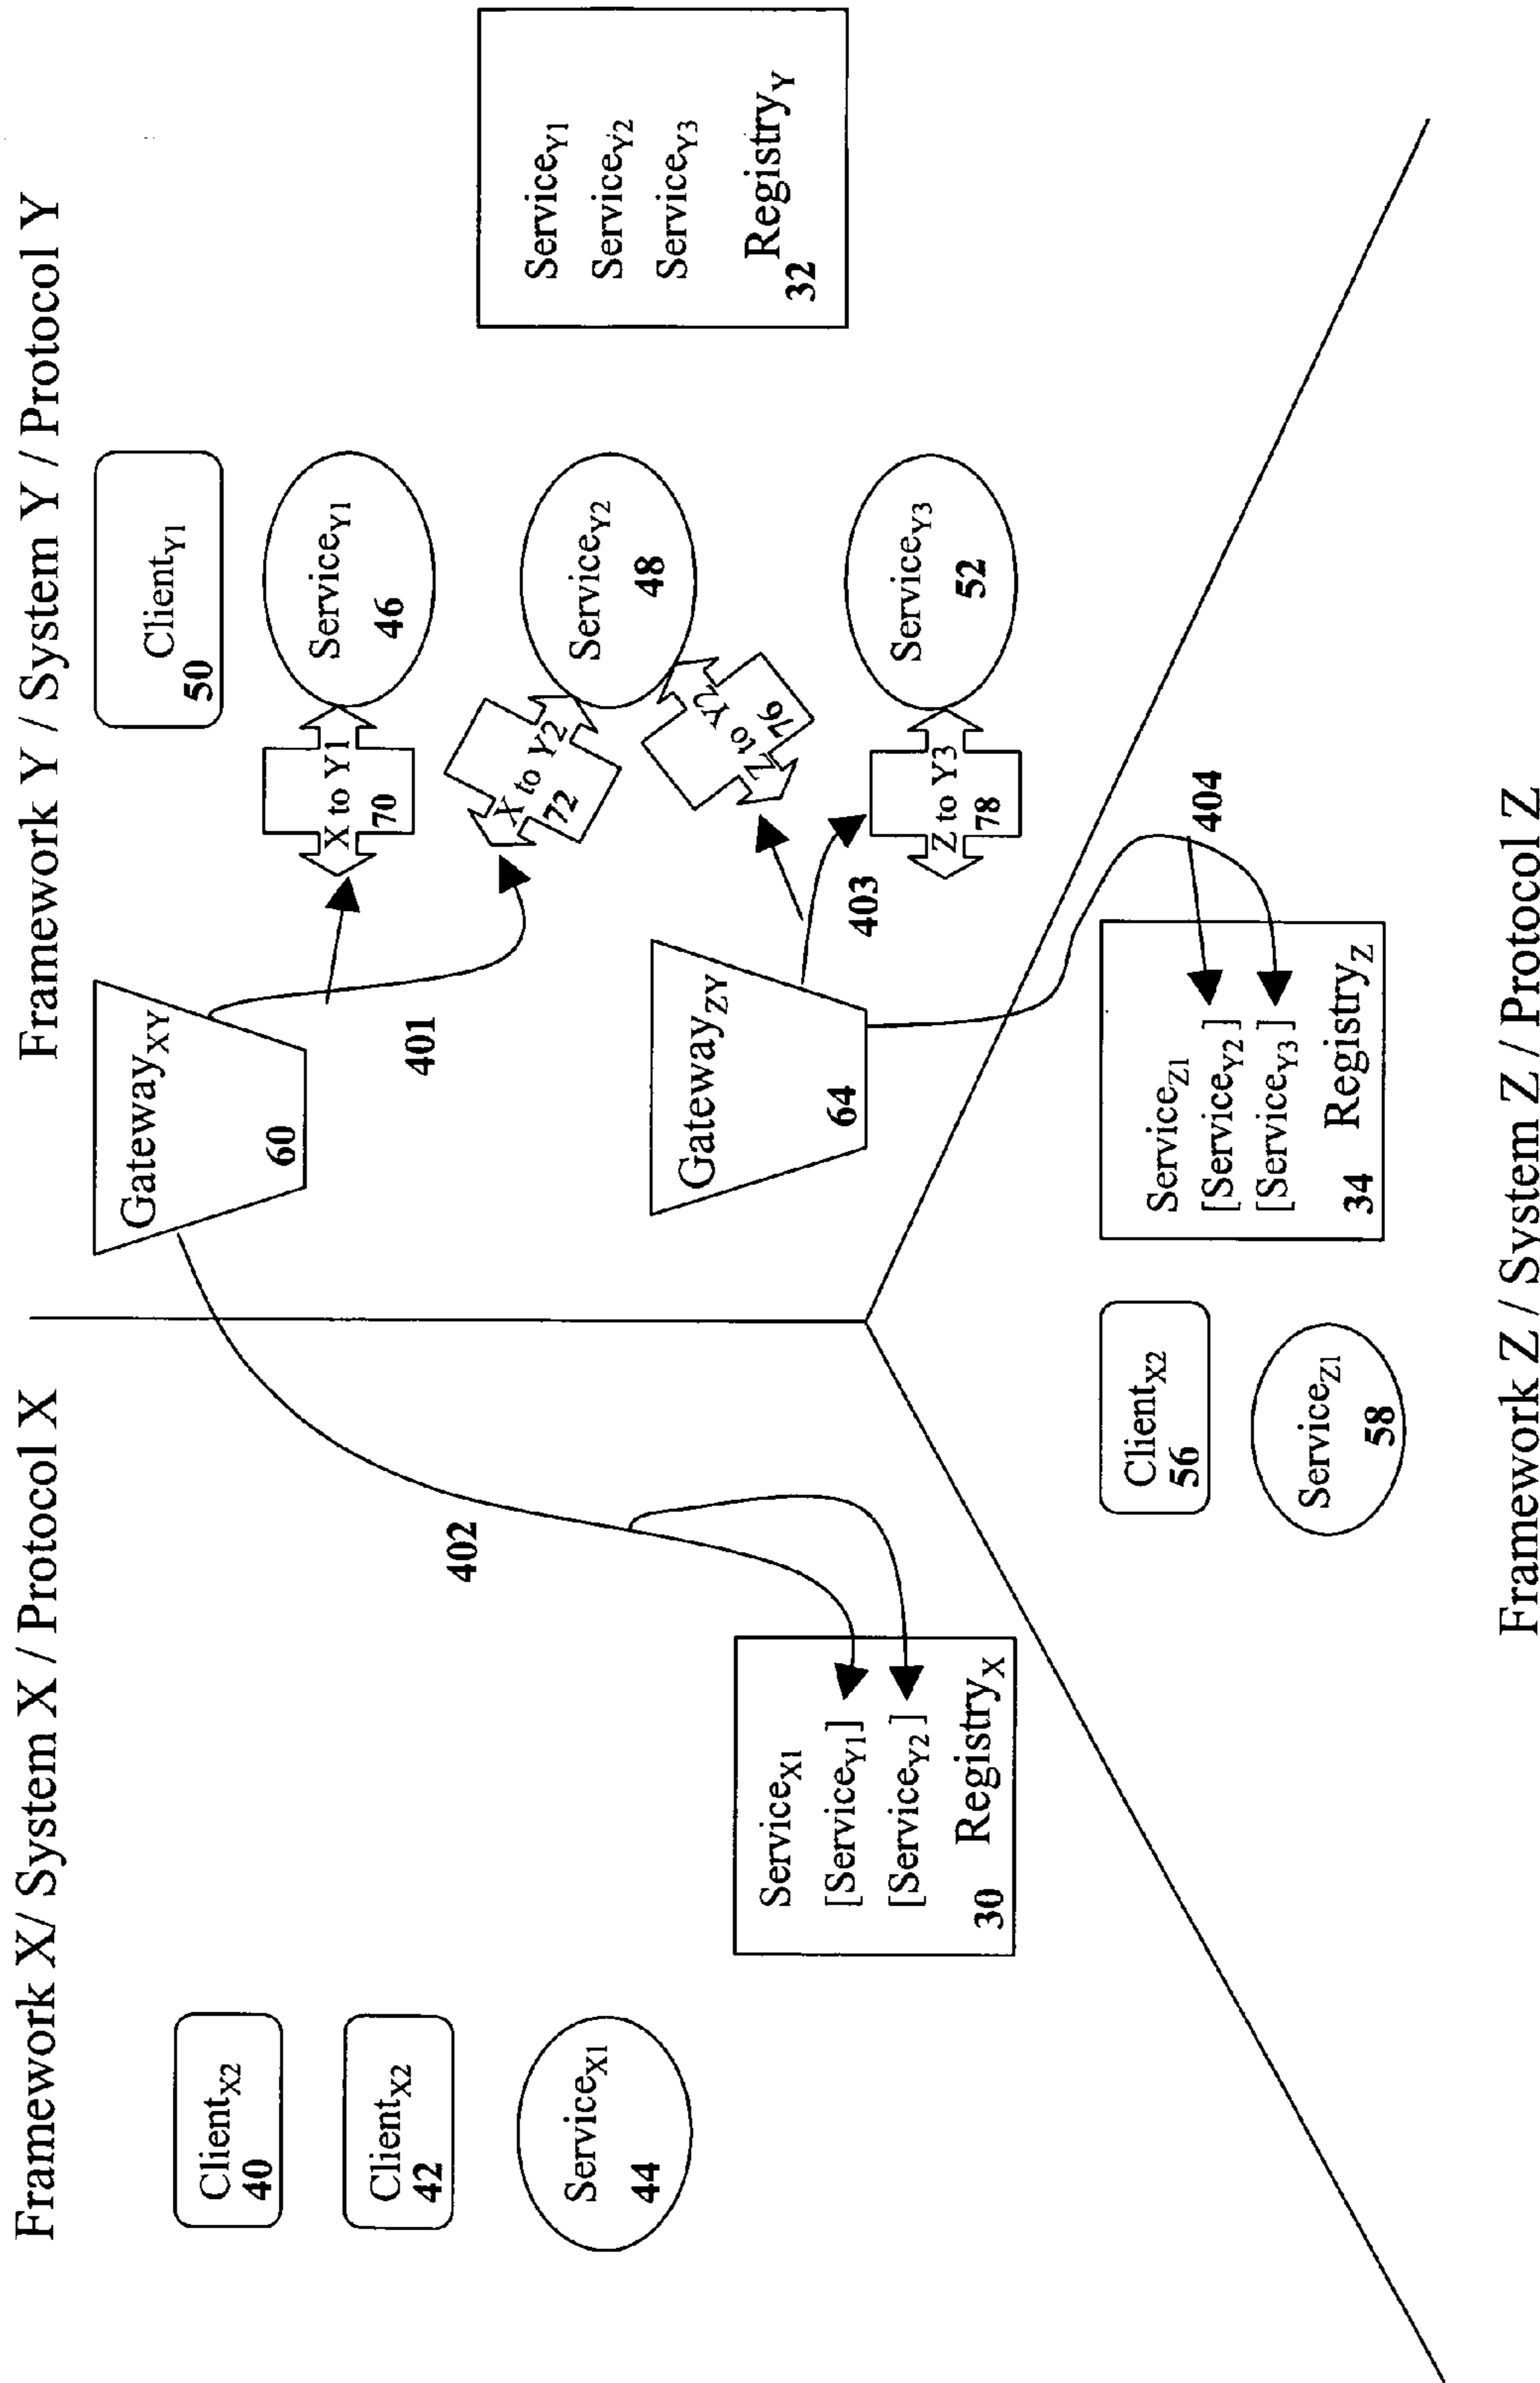 Framework X/ System X / Protocol X
Framework Y / System Y / Protocol Y
Client_X2
40
Client_X2
42
Service_X1
44
Service_X1
[Service_Y1]
[Service_Y2]
30 Registry_X
402
Gateway_XY
60
401
Gateway_ZY
64
403
X to Y1
70
X to Y2
72
Z to Y2
76
Z to Y3
78
Client_Y1
50
Service_Y1
46
Service_Y2
48
Service_Y3
52
Service_Y1
Service_Y2
Service_Y3
Registry_Y
32
404
Client_X2
56
Service_Z1
58
Service_Z1
[Service_Y2]
[Service_Y3]
34 Registry_Z
Framework Z / System Z / Protocol Z